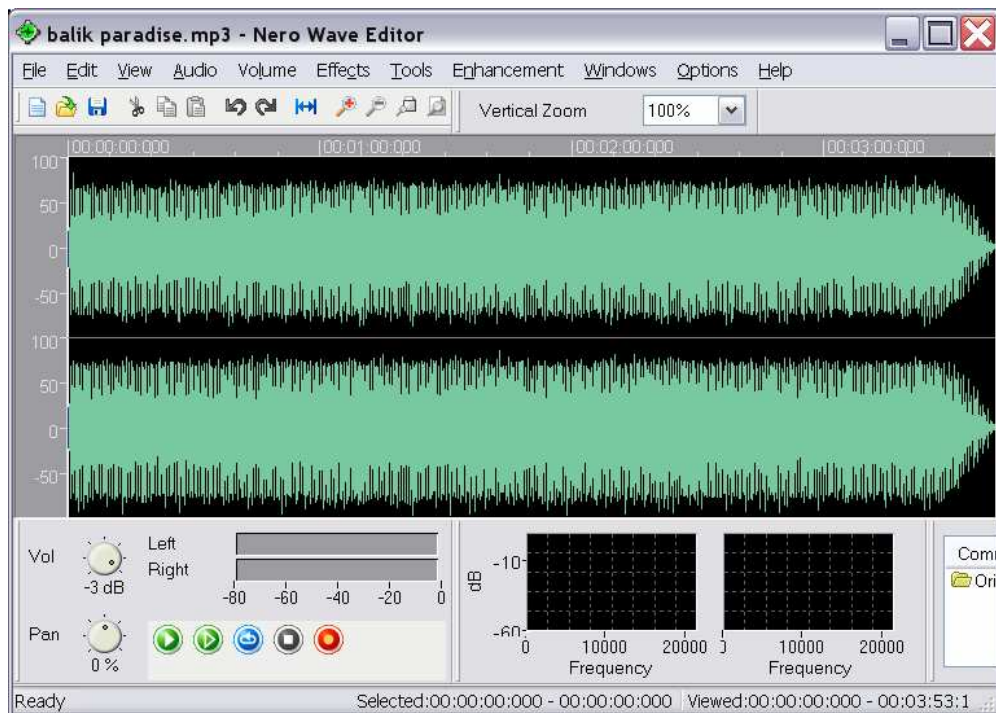 balik paradise.mp3 - Nero Wave Editor
File Edit View Audio Volume Effects Tools Enhancement Windows Options Help
Vertical Zoom 100%
00:00:00:000 00:01:00:000 00:02:00:000 00:03:00:000
100
50
0
-50
100
50
0
-50
Vol
-3 dB
Left
Right
-80 -60 -40 -20 0
Pan
0 %
dB
-10
-60
0 10000 20000
Frequency
10000 20000
Frequency
Ready
Selected:00:00:00:000 - 00:00:00:000
Viewed:00:00:00:000 - 00:03:53:1